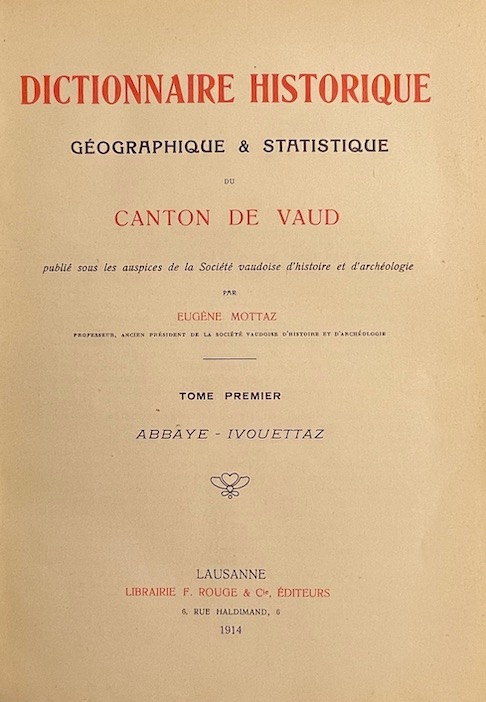 DICTIONNAIRE HISTORIQUE
GÉOGRAPHIQUE & STATISTIQUE
DU
CANTON DE VAUD
publié sous les auspices de la Société vaudoise d'histoire et d'archéologie
PAR
EUGÈNE MOTTAZ
PROFESSEUR, ANCIEN PRÉSIDENT DE LA SOCIÉTÉ VAUDOISE D'HISTOIRE ET D'ARCHÉOLOGIE
TOME PREMIER
ABBAYE - IVOUETTAZ
LAUSANNE
LIBRAIRIE F. ROUGE & Cie, ÉDITEURS
6, RUE HALDIMAND, 6
1914